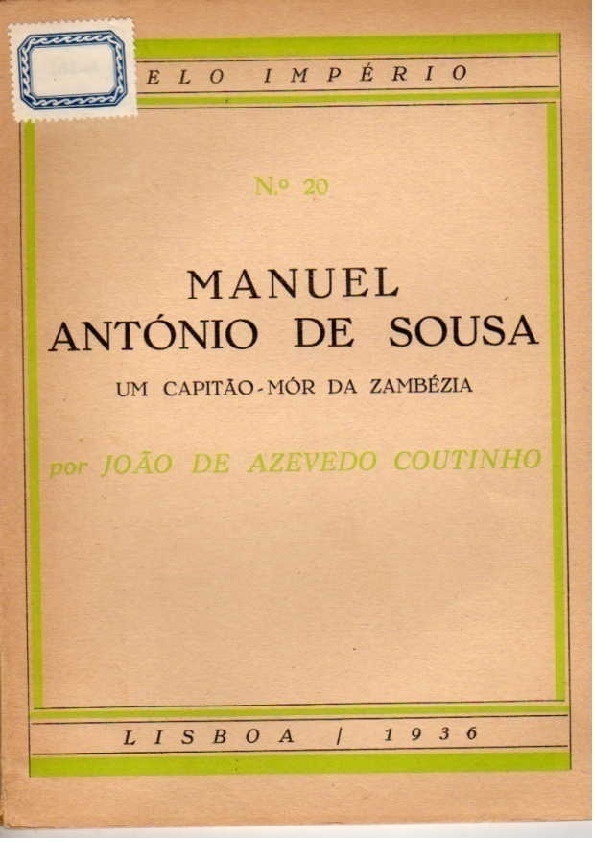 ELO IMPÉRIO
N.º 20
MANUEL
ANTÓNIO DE SOUSA
UM CAPITÃO-MÓR DA ZAMBÉZIA
por JOÃO DE AZEVEDO COUTINHO
LISBOA / 1936